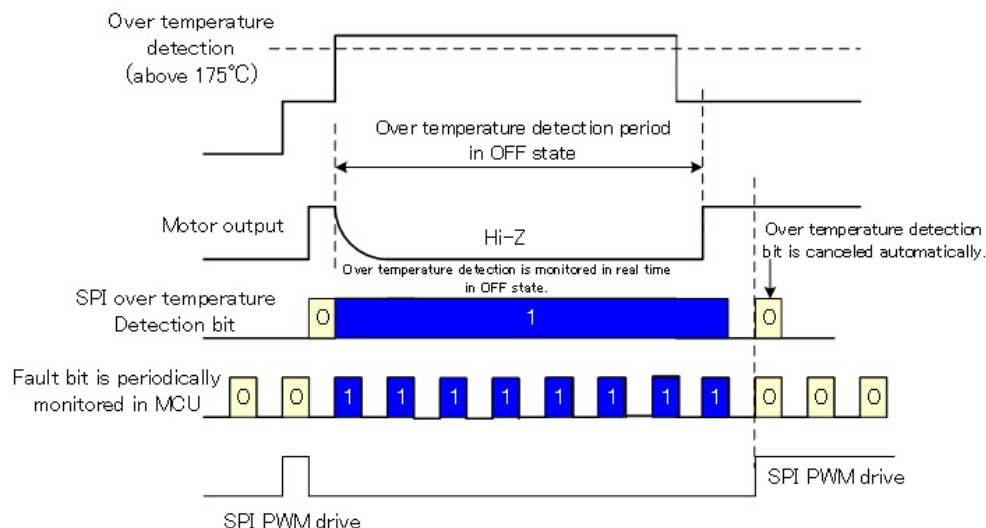 Over temperature
detection
(above 175℃)
Over temperature detection period
in OFF state
Motor output
Hi-Z
Over temperature detection
bit is canceled automatically.
Over temperature detection is monitored in real time
in OFF state.
SPI over temperature
Detection bit
0 1 0
Fault bit is periodically
monitored in MCU
0 0 1 1 1 1 1 1 1 1 0 0 0
SPI PWM drive
SPI PWM drive